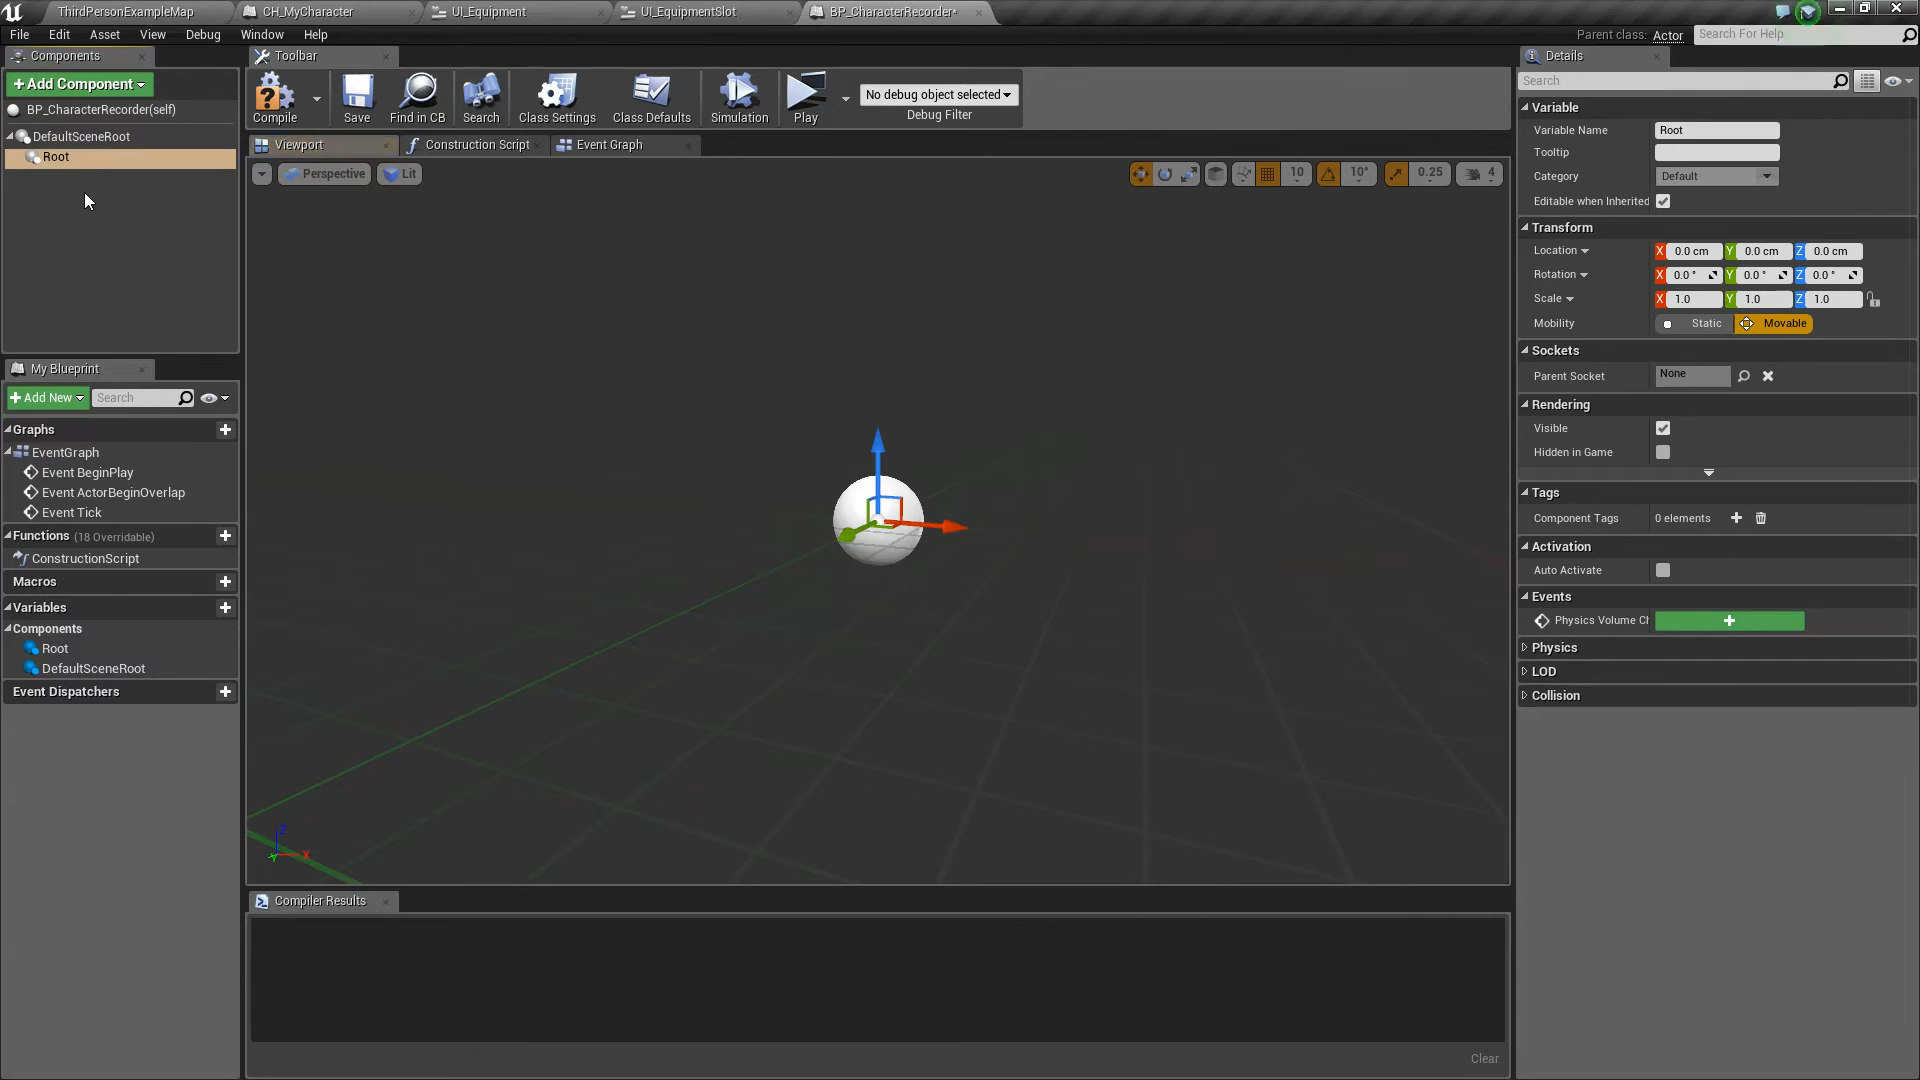 ThirdPersonExampleMap
CH_MyCharacter
UI_Equipment
UI_EquipmentSlot
BP_CharacterRecorder*
File Edit Asset View Debug Window Help
Parent class: Actor
Search For Help
Components
Add Component
BP_CharacterRecorder(self)
DefaultSceneRoot
Root
Toolbar
Compile
Save
Find in CB
Search
Class Settings
Class Defaults
Simulation
Play
No debug object selected
Debug Filter
Viewport
Construction Script
Event Graph
Perspective
Lit
10
10°
0.25
4
Z
X
Y
My Blueprint
Add New
Search
Graphs
EventGraph
Event BeginPlay
Event ActorBeginOverlap
Event Tick
Functions (18 Overridable)
ConstructionScript
Macros
Variables
Components
Root
DefaultSceneRoot
Event Dispatchers
Compiler Results
Clear
Details
Search
Variable
Variable Name Root
Tooltip
Category Default
Editable when Inherited
Transform
Location X 0.0 cm Y 0.0 cm Z 0.0 cm
Rotation X 0.0 ° Y 0.0 ° Z 0.0 °
Scale X 1.0 Y 1.0 Z 1.0
Mobility Static Movable
Sockets
Parent Socket None
Rendering
Visible
Hidden in Game
Tags
Component Tags 0 elements
Activation
Auto Activate
Events
Physics Volume Cl
Physics
LOD
Collision